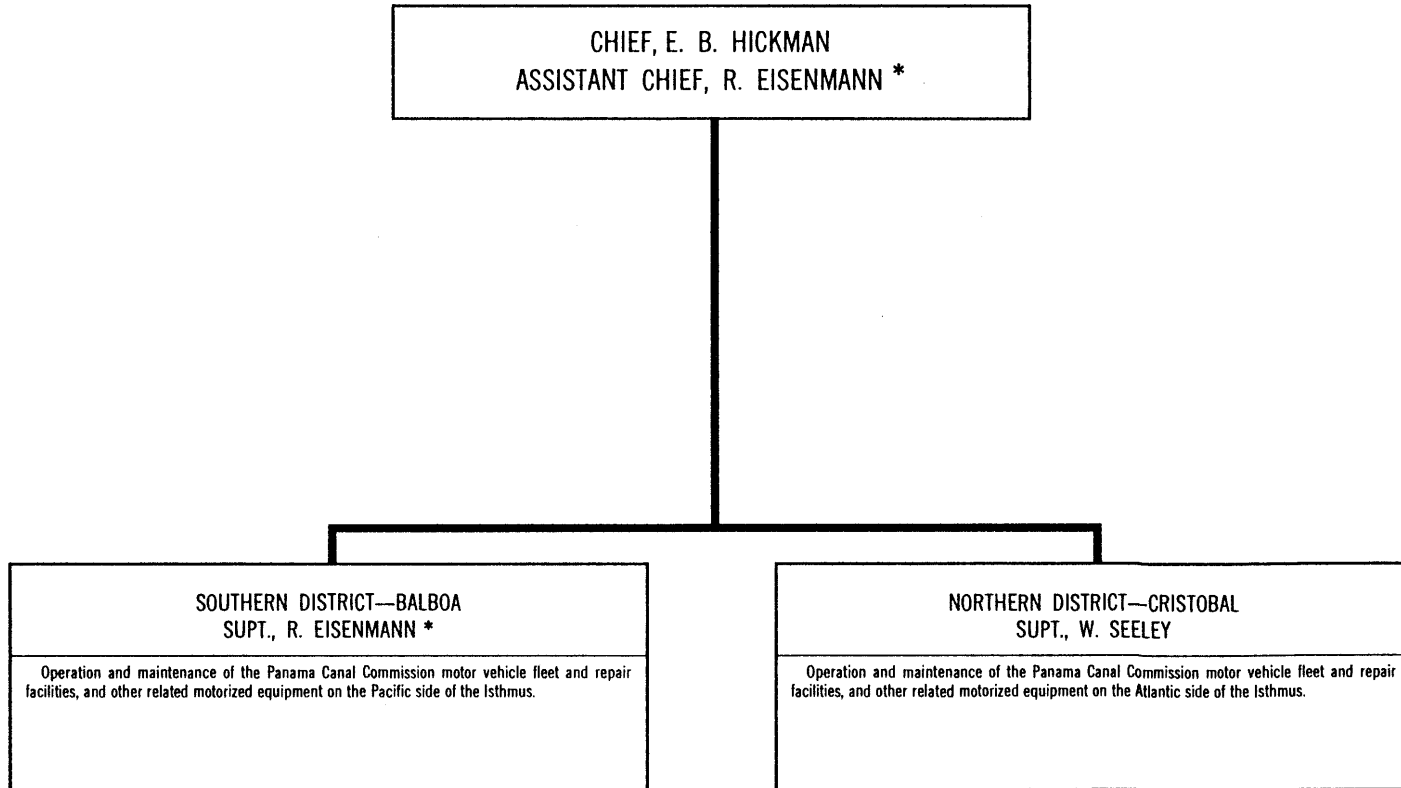 CHIEF, E. B. HICKMAN
ASSISTANT CHIEF, R. EISENMANN *
SOUTHERN DISTRICT—BALBOA
SUPT., R. EISENMANN *
Operation and maintenance of the Panama Canal Commission motor vehicle fleet and repair
facilities, and other related motorized equipment on the Pacific side of the Isthmus.
NORTHERN DISTRICT—CRISTOBAL
SUPT., W. SEELEY
Operation and maintenance of the Panama Canal Commission motor vehicle fleet and repair
facilities, and other related motorized equipment on the Atlantic side of the Isthmus.